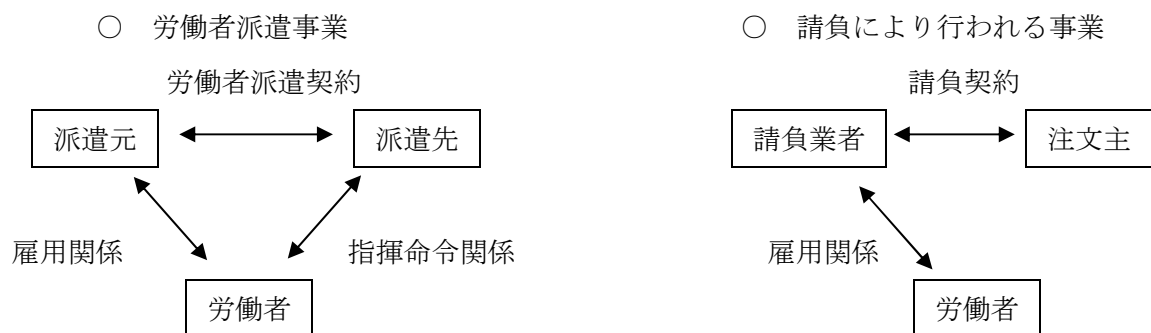 ○ 労働者派遣事業
労働者派遣契約
派遣元
派遣先
雇用関係
指揮命令関係
労働者
○ 請負により行われる事業
請負契約
請負業者
注文主
雇用関係
労働者